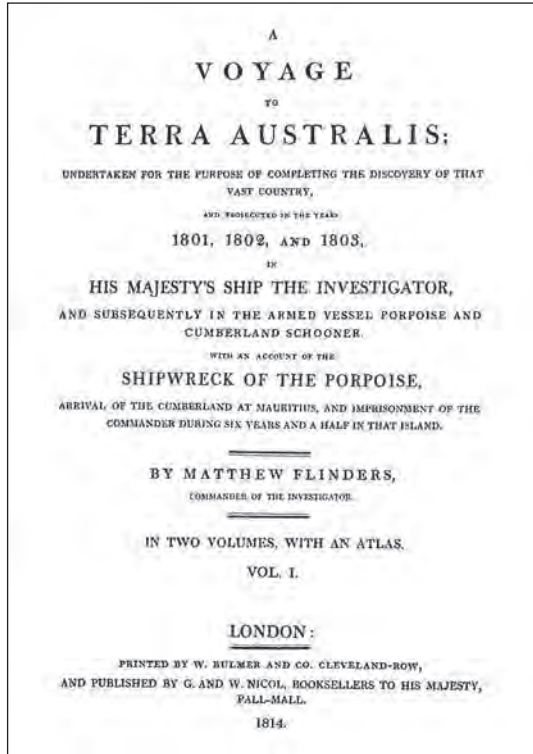 A
VOYAGE
TO
TERRA AUSTRALIS;
UNDERTAKEN FOR THE PURPOSE OF COMPLETING THE DISCOVERY OF THAT
VAST COUNTRY,
AND PROSECUTED IN THE YEARS
1801, 1802, AND 1803,
IN
HIS MAJESTY'S SHIP THE INVESTIGATOR,
AND SUBSEQUENTLY IN THE ARMED VESSEL PORPOISE AND
CUMBERLAND SCHOONER.
WITH AN ACCOUNT OF THE
SHIPWRECK OF THE PORPOISE,
ARRIVAL OF THE CUMBERLAND AT MAURITIUS, AND IMPRISONMENT OF THE
COMMANDER DURING SIX YEARS AND A HALF IN THAT ISLAND.
BY MATTHEW FLINDERS,
COMMANDER OF THE INVESTIGATOR.
IN TWO VOLUMES, WITH AN ATLAS.
VOL. I.
LONDON:
PRINTED BY W. BULMER AND CO. CLEVELAND-ROW,
AND PUBLISHED BY G. AND W. NICOL, BOOKSELLERS TO HIS MAJESTY,
PALL-MALL.
1814.